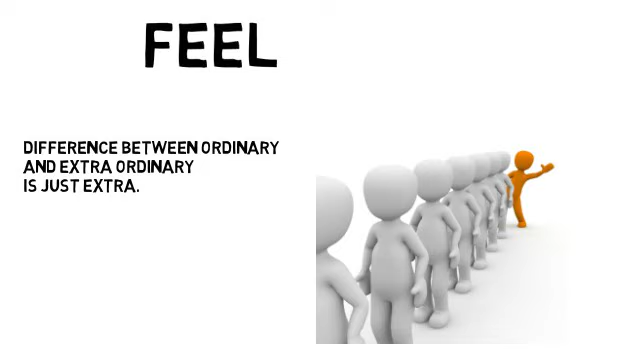 FEEL
DIFFERENCE BETWEEN ORDINARY
AND EXTRA ORDINARY
IS JUST EXTRA.